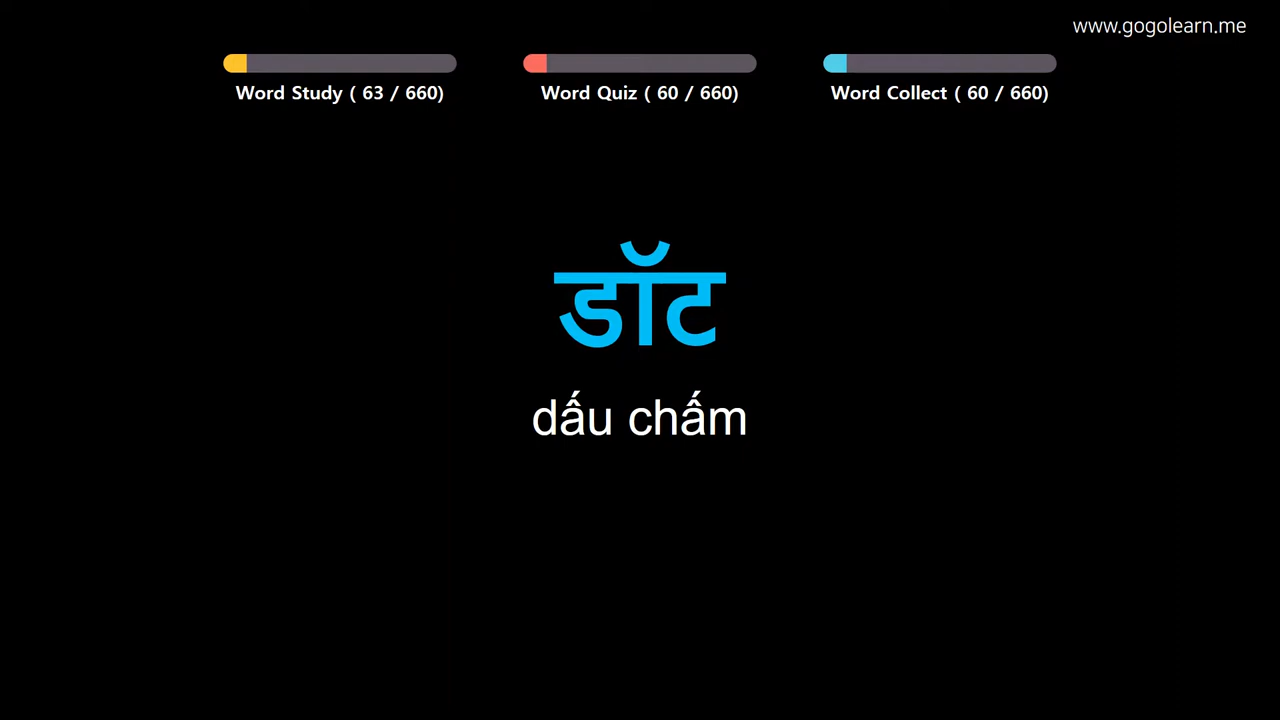 www.gogolearn.me
Word Study ( 63 / 660)
Word Quiz ( 60 / 660)
Word Collect ( 60 / 660)
डॉट
dấu chấm